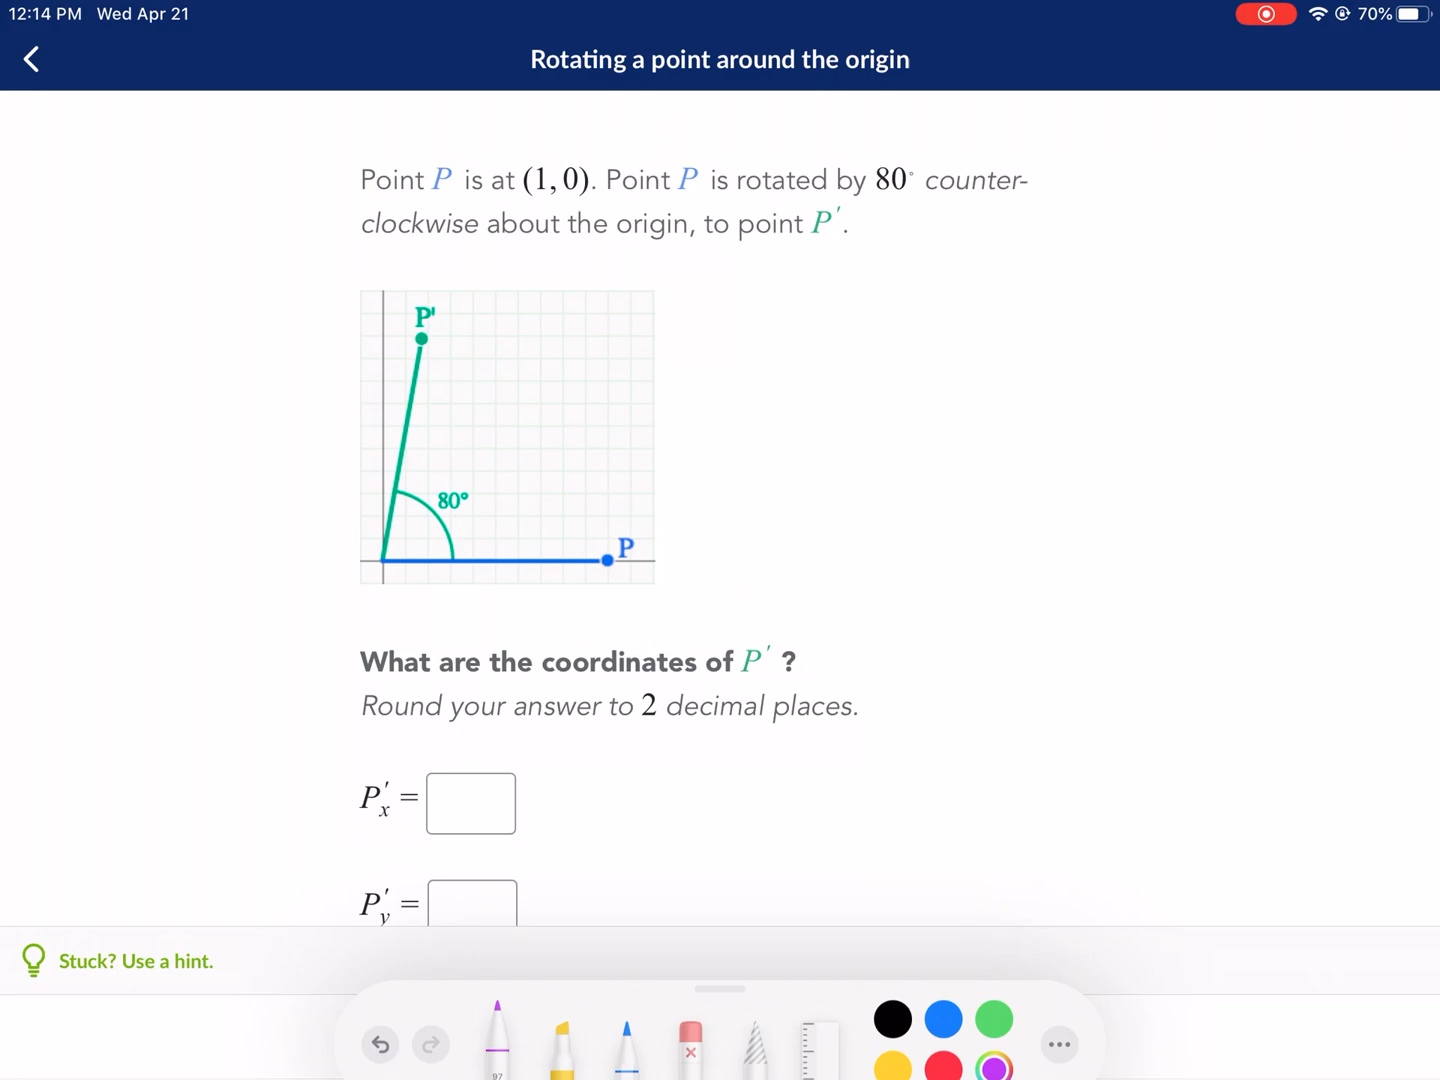 12:14 PM Wed Apr 21 70%
Rotating a point around the origin
Point P is at (1, 0). Point P is rotated by 80° counter-
clockwise about the origin, to point P′.
P'
80°
P
What are the coordinates of P′ ?
Round your answer to 2 decimal places.
P′x =
P′y =
Stuck? Use a hint.
97